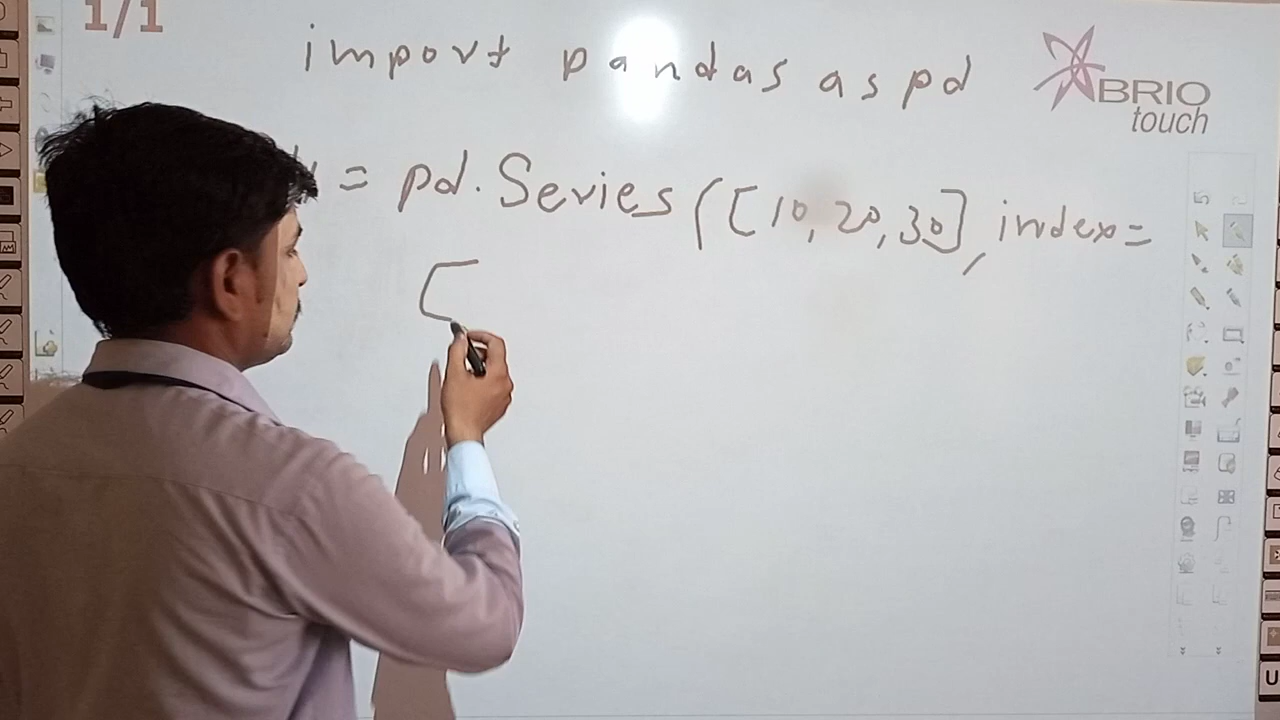 1/1
import pandas as pd
BRIO
touch
= pd.Series([10,20,30], index=
[